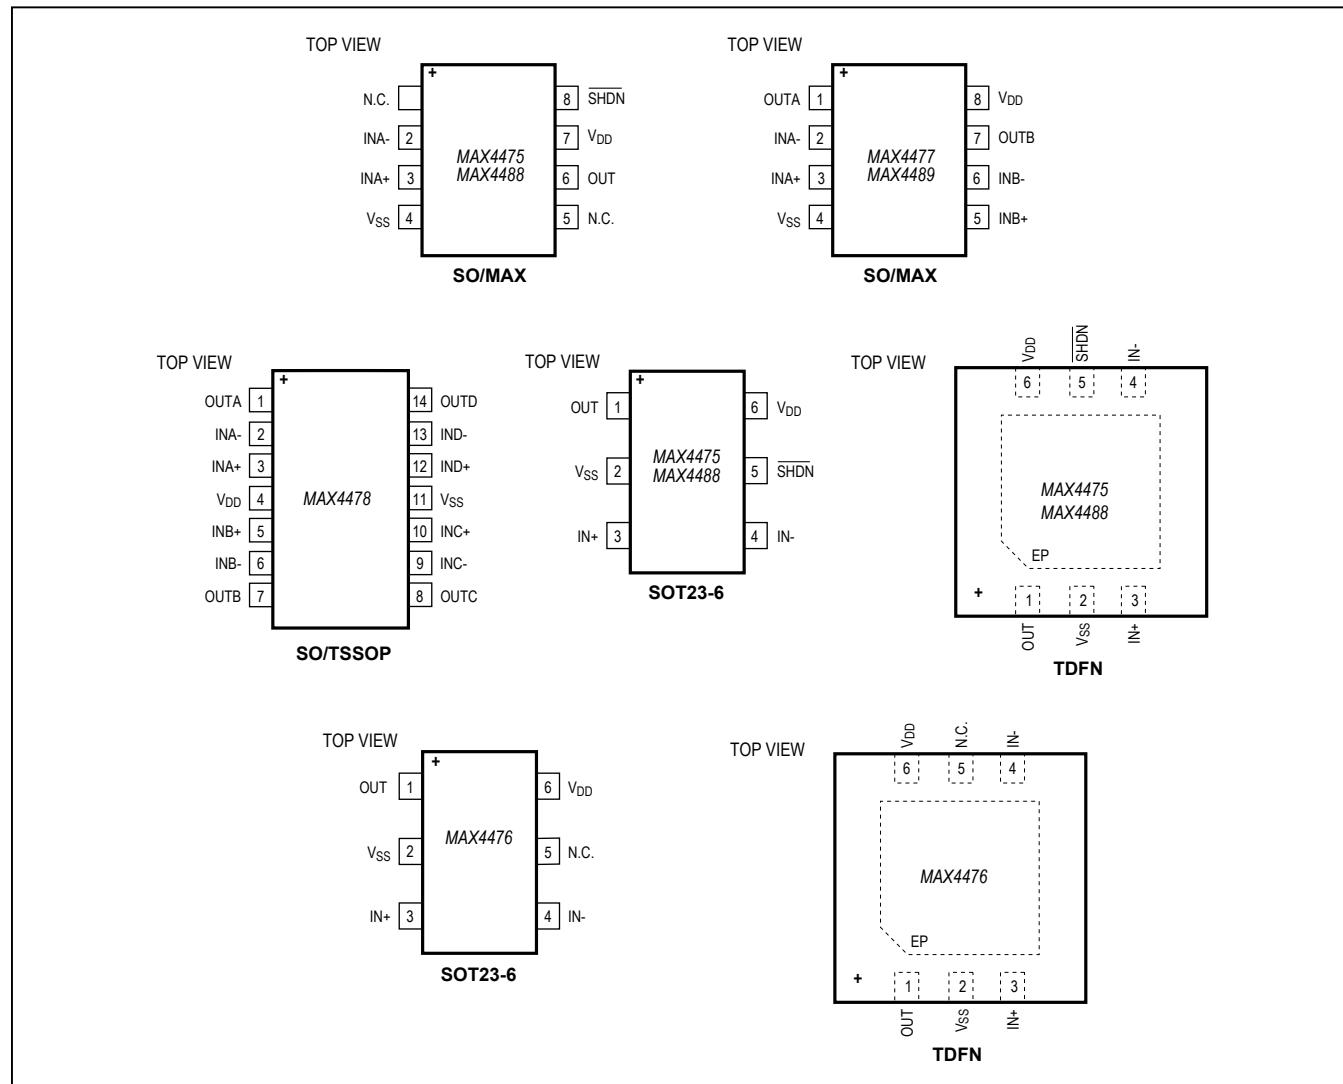 TOP VIEW
+
N.C.
INA- 2
INA+ 3
VSS 4
MAX4475
MAX4488
8 SHDN
7 VDD
6 OUT
5 N.C.
SO/MAX
TOP VIEW
+
OUTA 1
INA- 2
INA+ 3
VSS 4
MAX4477
MAX4489
8 VDD
7 OUTB
6 INB-
5 INB+
SO/MAX
TOP VIEW
+
OUTA 1
INA- 2
INA+ 3
VDD 4
INB+ 5
INB- 6
OUTB 7
MAX4478
14 OUTD
13 IND-
12 IND+
11 VSS
10 INC+
9 INC-
8 OUTC
SO/TSSOP
TOP VIEW
+
OUT 1
VSS 2
IN+ 3
MAX4475
MAX4488
6 VDD
5 SHDN
4 IN-
SOT23-6
TOP VIEW
VDD SHDN IN-
6 5 4
MAX4475
MAX4488
EP
+
1 2 3
OUT VSS IN+
TDFN
TOP VIEW
+
OUT 1
VSS 2
IN+ 3
MAX4476
6 VDD
5 N.C.
4 IN-
SOT23-6
TOP VIEW
VDD N.C. IN-
6 5 4
MAX4476
EP
+
1 2 3
OUT VSS IN+
TDFN